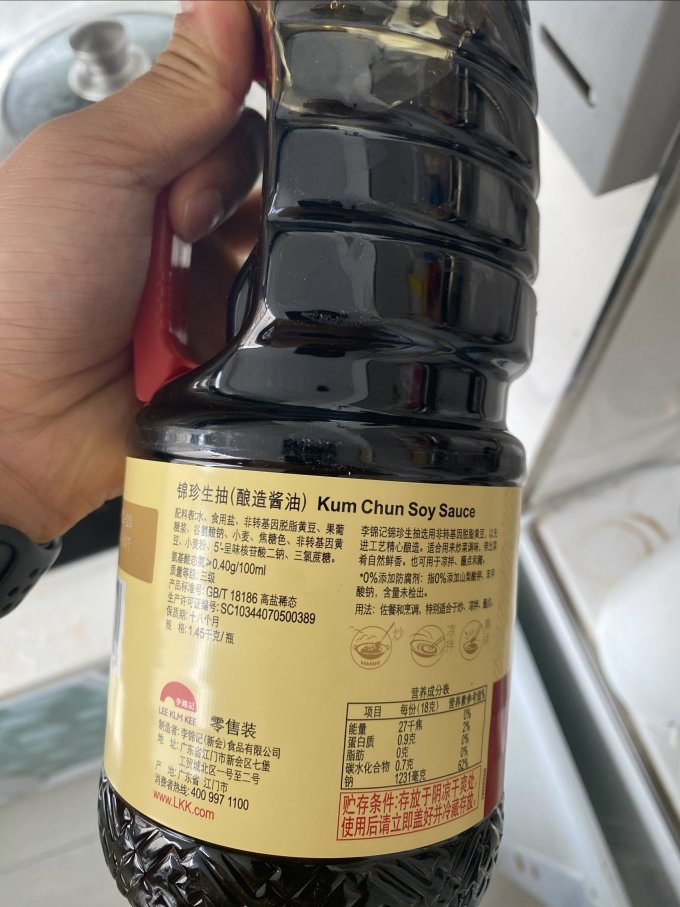 锦珍生抽(酿造酱油) Kum Chun Soy Sauce
配料表:水、食用盐、非转基因脱脂黄豆、果葡
糖浆、谷氨酸钠、小麦、焦糖色、非转基因黄
豆、小麦粉、5'-呈味核苷酸二钠、三氯蔗糖。
氨基酸态氮≥0.40g/100ml
质量等级:三级
产品标准号:GB/T 18186 高盐稀态
生产许可证编号:SC10344070500389
保质期:十八个月
规 格:1.45千克/瓶
李锦记锦珍生抽选用非转基因脱脂黄豆,以先
进工艺精心酿造。适合用来炒菜调味,带出菜
肴自然鲜香。也可用于凉拌、蘸点和腌。
*0%添加防腐剂:指0%添加山梨酸钾、苯甲
酸钠,含量未检出。
用法:佐餐和烹调,特别适合于炒、凉拌、蘸点。
炒
凉拌
李錦記
LEE KUM KEE
零售装
制造者:李锦记(新会)食品有限公司
地 址:广东省江门市新会区七堡
工贸城北区一号至二号
产 地:广东省 江门市
消费者热线:400 997 1100
www.LKK.com
营养成分表
项目 每份(18克) 营养素参考值%
能量 27千焦 0%
蛋白质 0.9克 2%
脂肪 0克 0%
碳水化合物 0.7克 0%
钠 1231毫克 62%
贮存条件:存放于阴凉干爽处
使用后请立即盖好并冷藏存放